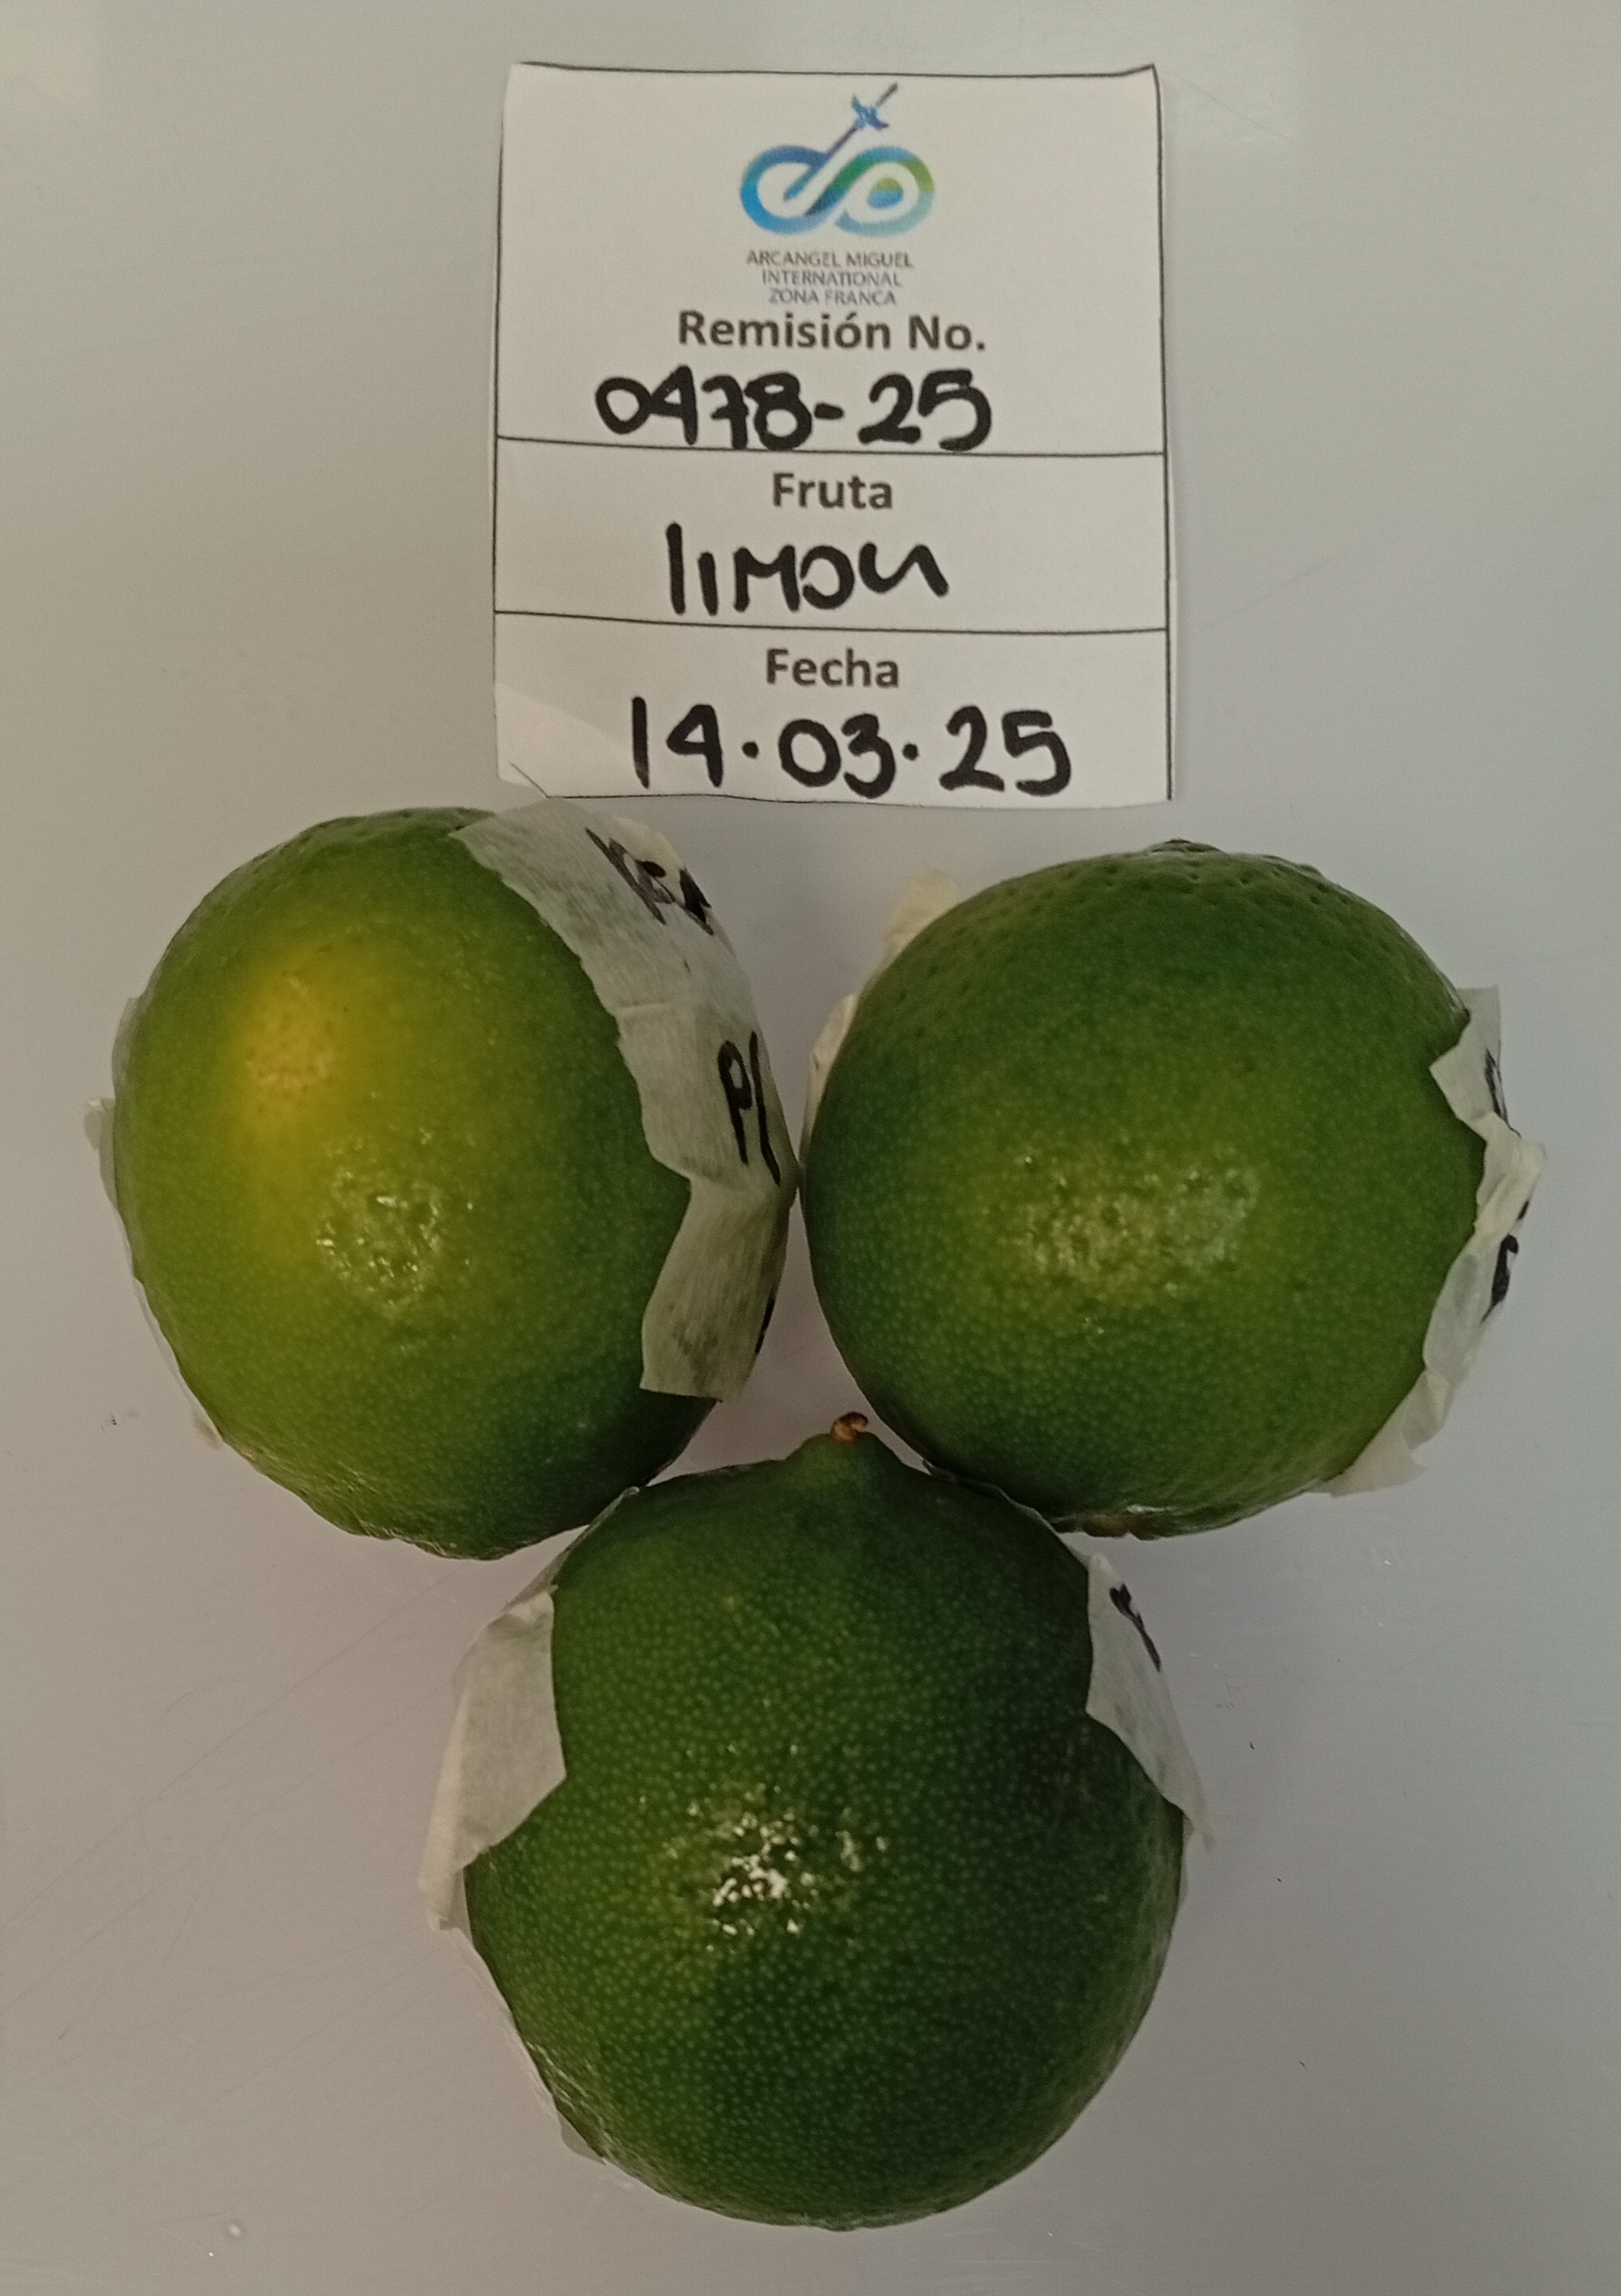 ARCANGEL MIGUEL
INTERNATIONAL
ZONA FRANCA
Remisión No.
0478-25
Fruta
limon
Fecha
14.03.25